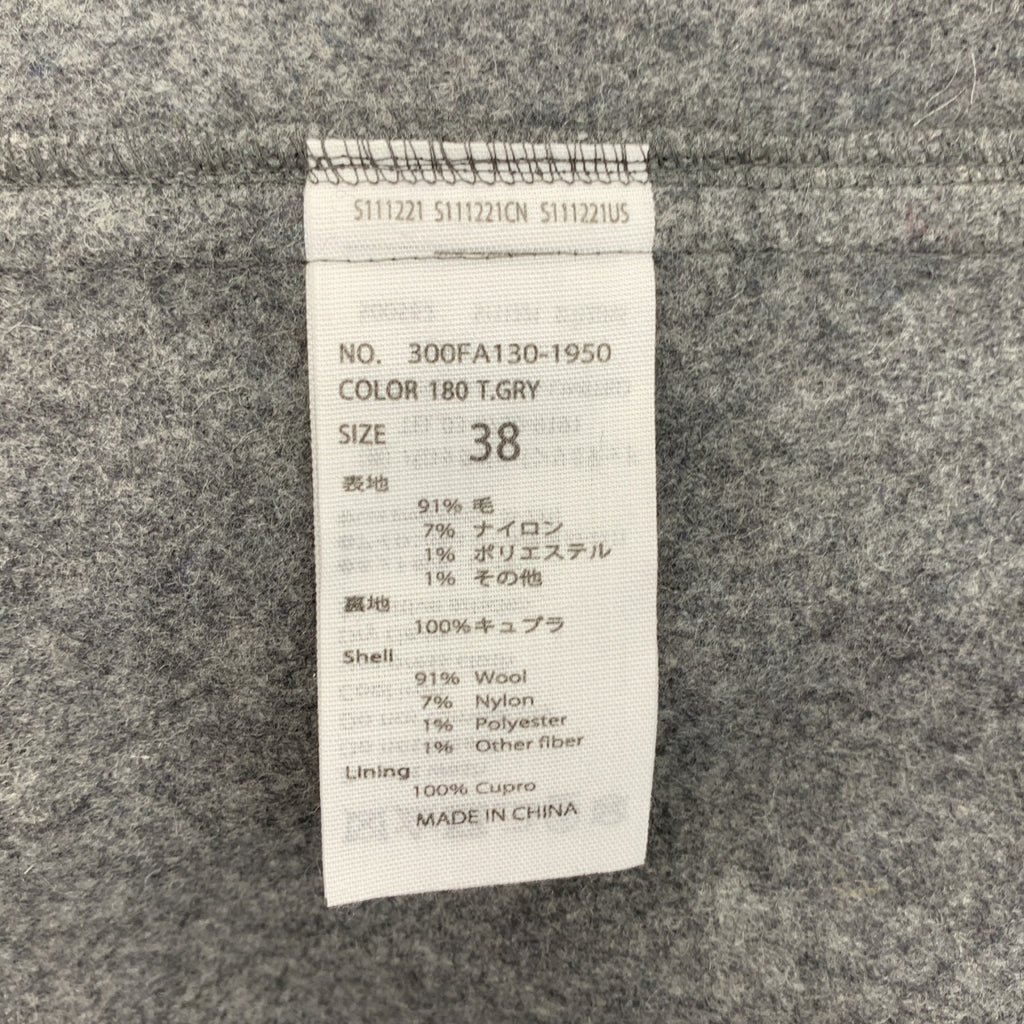 S111221 S111221CN S111221US
NO. 300FA130-1950
COLOR 180 T.GRY
SIZE 38
表地
91% 毛
7% ナイロン
1% ポリエステル
1% その他
裏地
100%キュプラ
Shell
91% Wool
7% Nylon
1% Polyester
1% Other fiber
Lining
100% Cupro
MADE IN CHINA